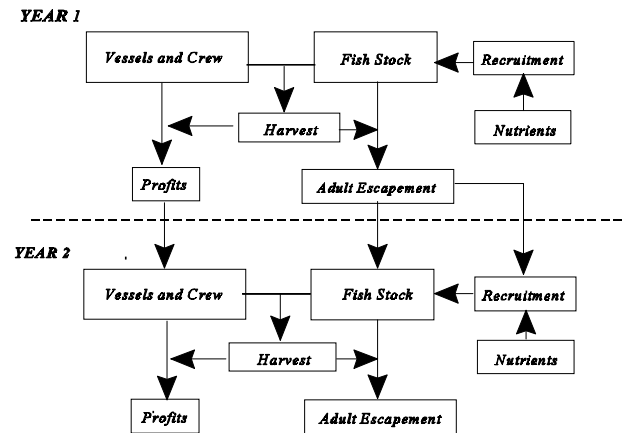 YEAR 1
Vessels and Crew
Fish Stock
Recruitment
Harvest
Nutrients
Profits
Adult Escapement
YEAR 2
Vessels and Crew
Fish Stock
Recruitment
Harvest
Nutrients
Profits
Adult Escapement